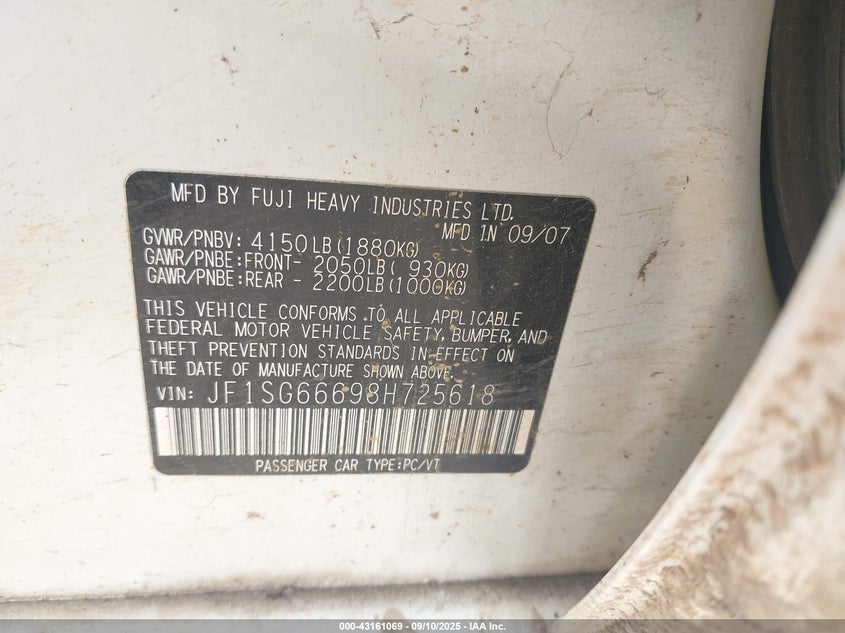 MFD BY FUJI HEAVY INDUSTRIES LTD.
MFD IN 09/07
GVWR/PNBV: 4150LB(1880KG)
GAWR/PNBE:FRONT- 2050LB( 930KG)
GAWR/PNBE:REAR - 2200LB(1000KG)
THIS VEHICLE CONFORMS TO ALL APPLICABLE
FEDERAL MOTOR VEHICLE SAFETY, BUMPER, AND
THEFT PREVENTION STANDARDS IN EFFECT ON
THE DATE OF MANUFACTURE SHOWN ABOVE.
VIN: JF1SG66698H725618
PASSENGER CAR TYPE:PC/VT
000-43161069 - 09/10/2025 - IAA Inc.